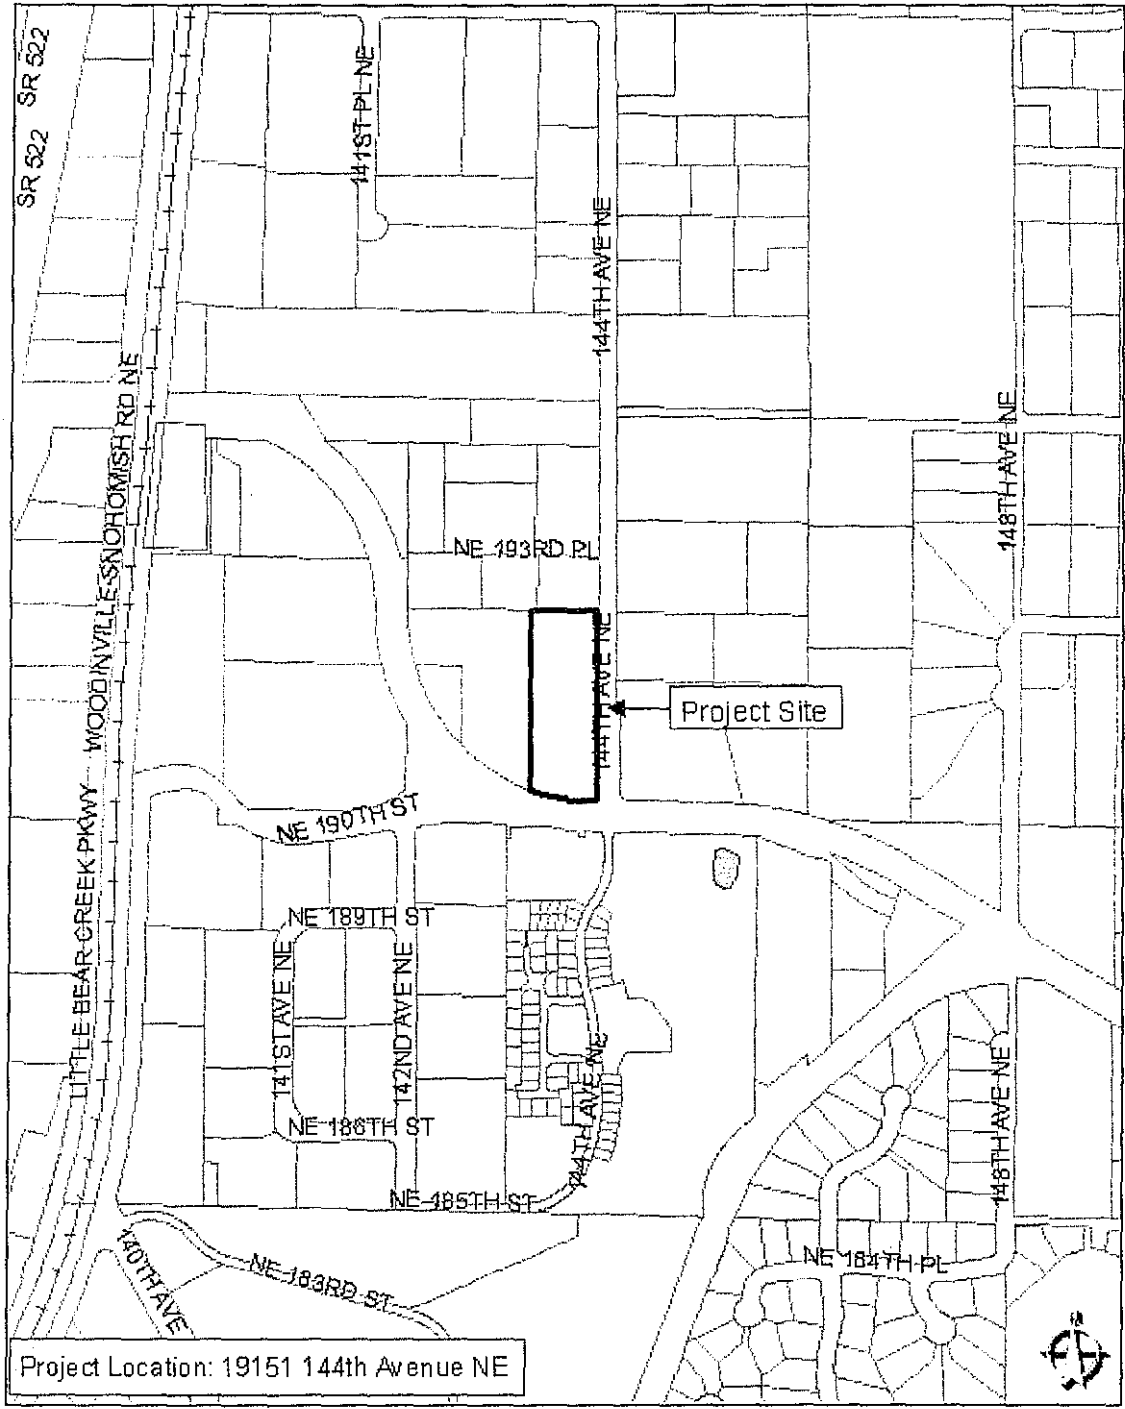 SR 522
SR 522
141ST PL NE
144TH AVE NE
WOODINVILLE-SNOHOMISH RD NE
148TH AVE NE
NE 193RD PL
144TH AVE NE
Project Site
LITTLE BEAR CREEK PKWY
NE 190TH ST
NE 189TH ST
141ST AVE NE
142ND AVE NE
144TH AVE NE
148TH AVE NE
NE 186TH ST
NE 185TH ST
140TH AVE
NE 183RD ST
NE 184TH PL
Project Location: 19151 144th Avenue NE